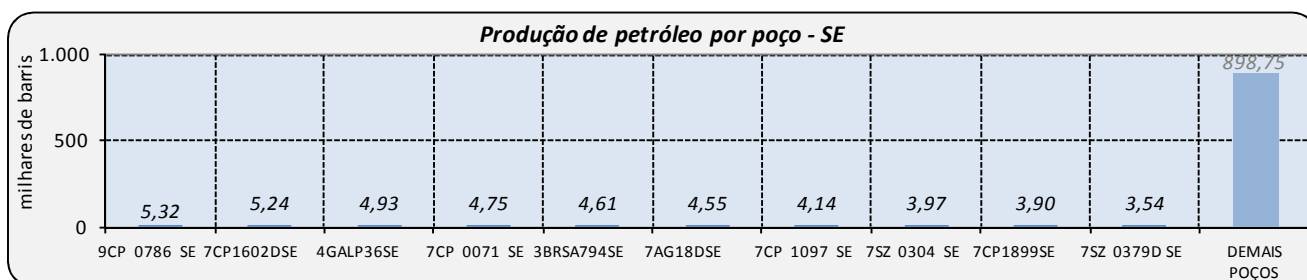 Produção de petróleo por poço - SE
milhares de barris
1.000
500
0
5,32
5,24
4,93
4,75
4,61
4,55
4,14
3,97
3,90
3,54
898,75
9CP 0786 SE
7CP1602DSE
4GALP36SE
7CP 0071 SE
3BRSA794SE
7AG18DSE
7CP 1097 SE
7SZ 0304 SE
7CP1899SE
7SZ 0379D SE
DEMAIS
POÇOS